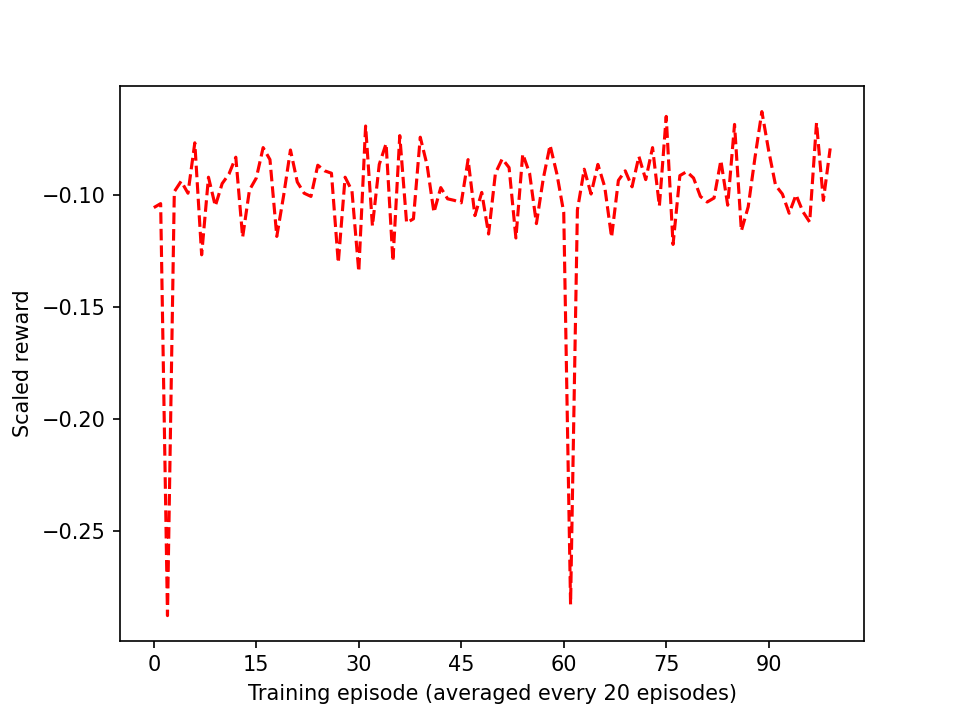 −0.10
−0.15
−0.20
−0.25
Scaled reward
0 15 30 45 60 75 90
Training episode (averaged every 20 episodes)